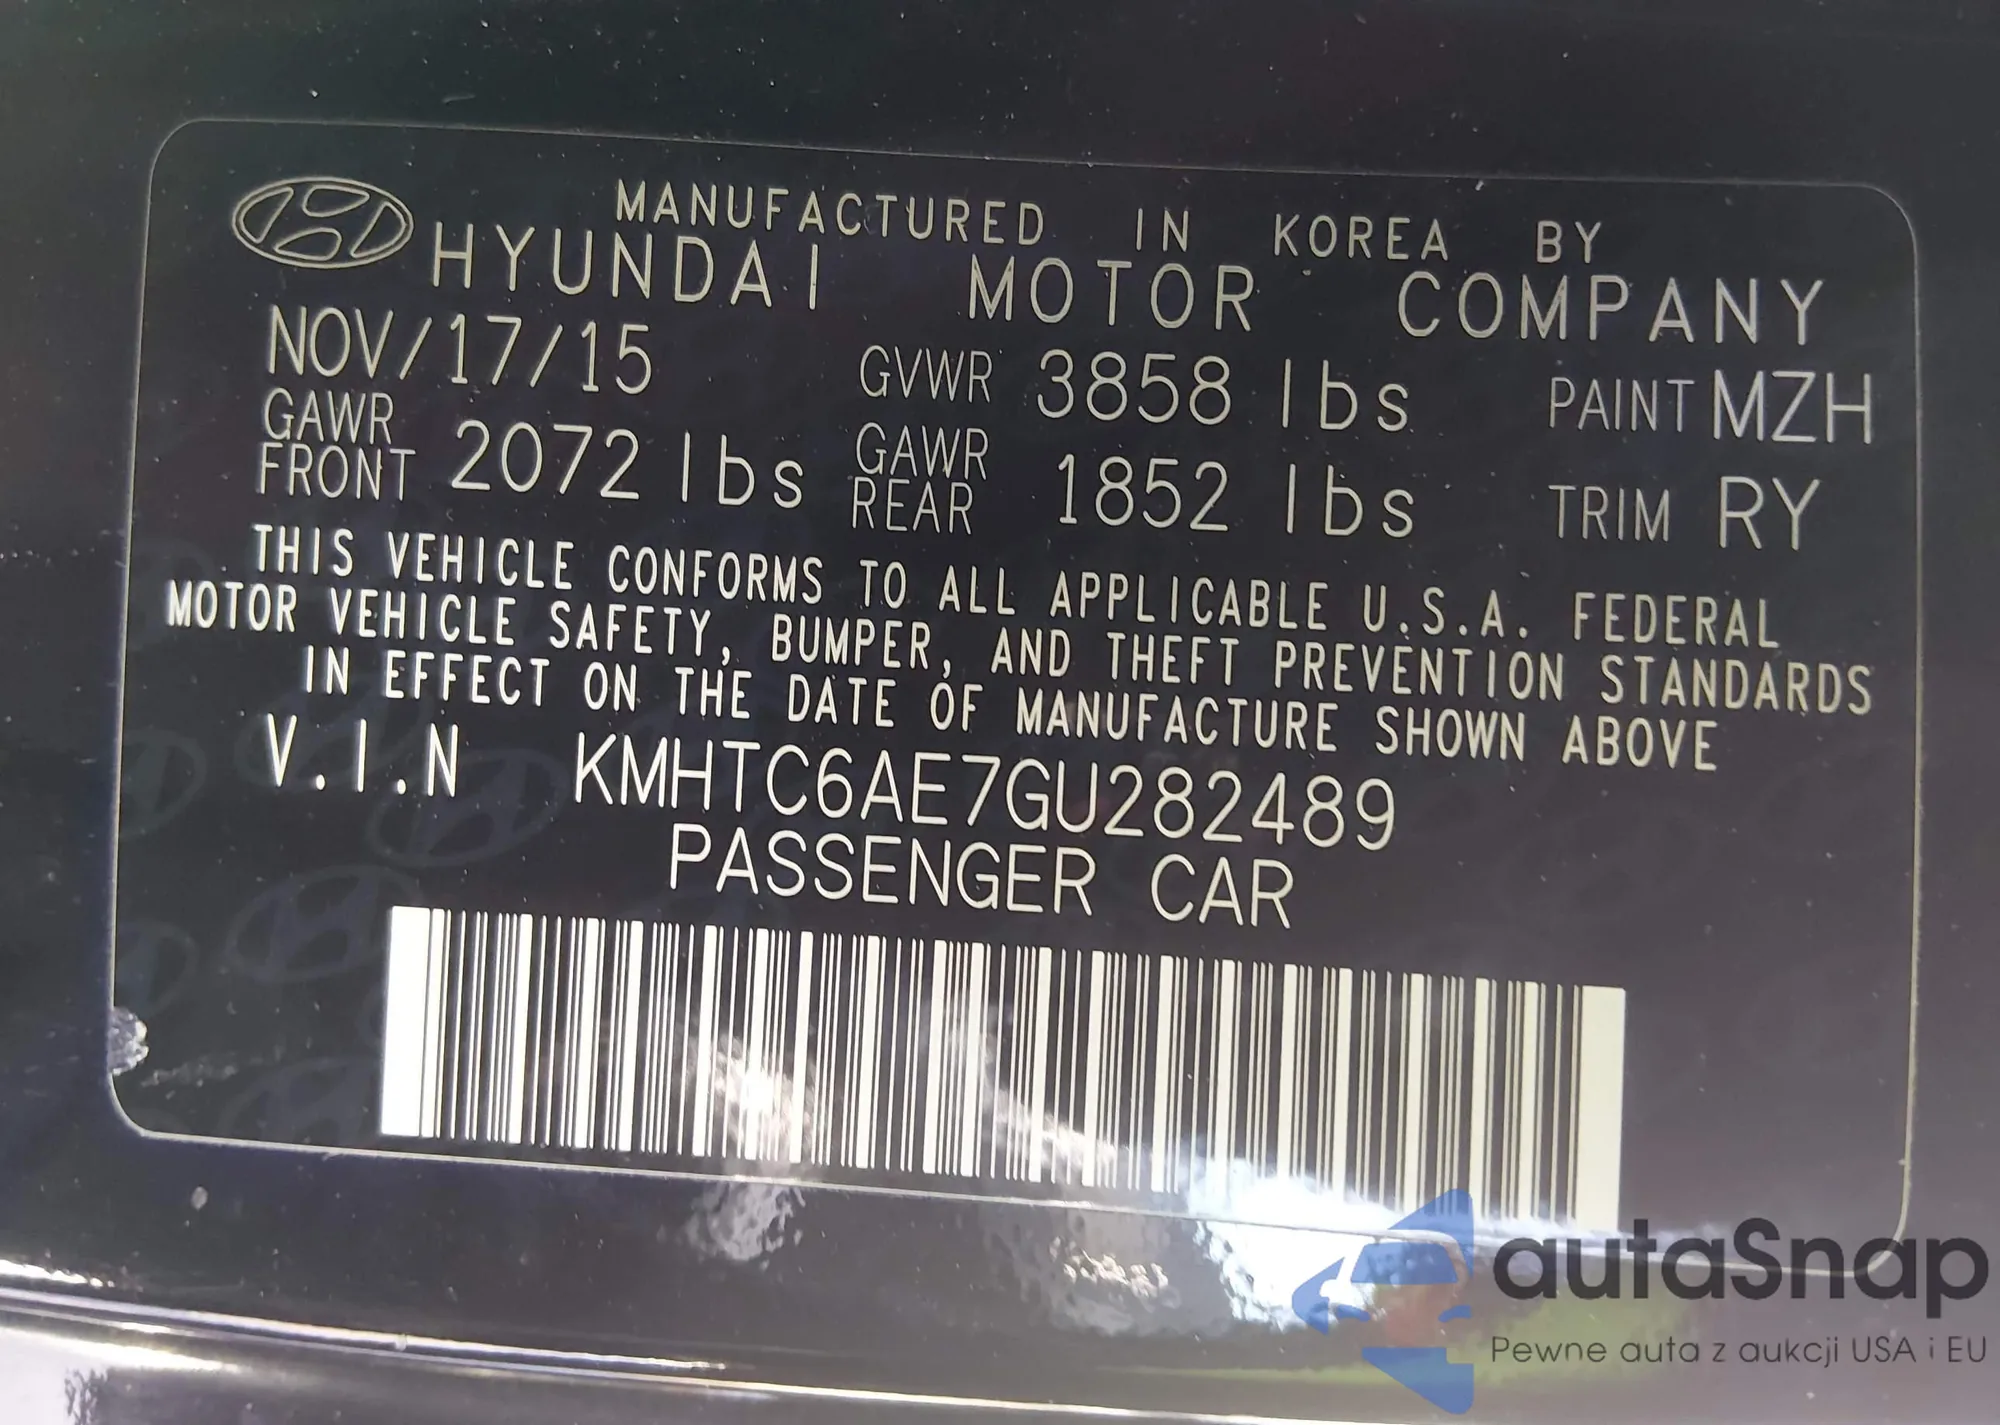 MANUFACTURED IN KOREA BY
HYUNDAI MOTOR COMPANY
NOV/17/15 GVWR 3858 lbs PAINT MZH
GAWR FRONT 2072 lbs GAWR REAR 1852 lbs TRIM RY
THIS VEHICLE CONFORMS TO ALL APPLICABLE U.S.A. FEDERAL
MOTOR VEHICLE SAFETY, BUMPER, AND THEFT PREVENTION STANDARDS
IN EFFECT ON THE DATE OF MANUFACTURE SHOWN ABOVE
V.I.N KMHTC6AE7GU282489
PASSENGER CAR
autaSnap
Pewne auta z aukcji USA i EU